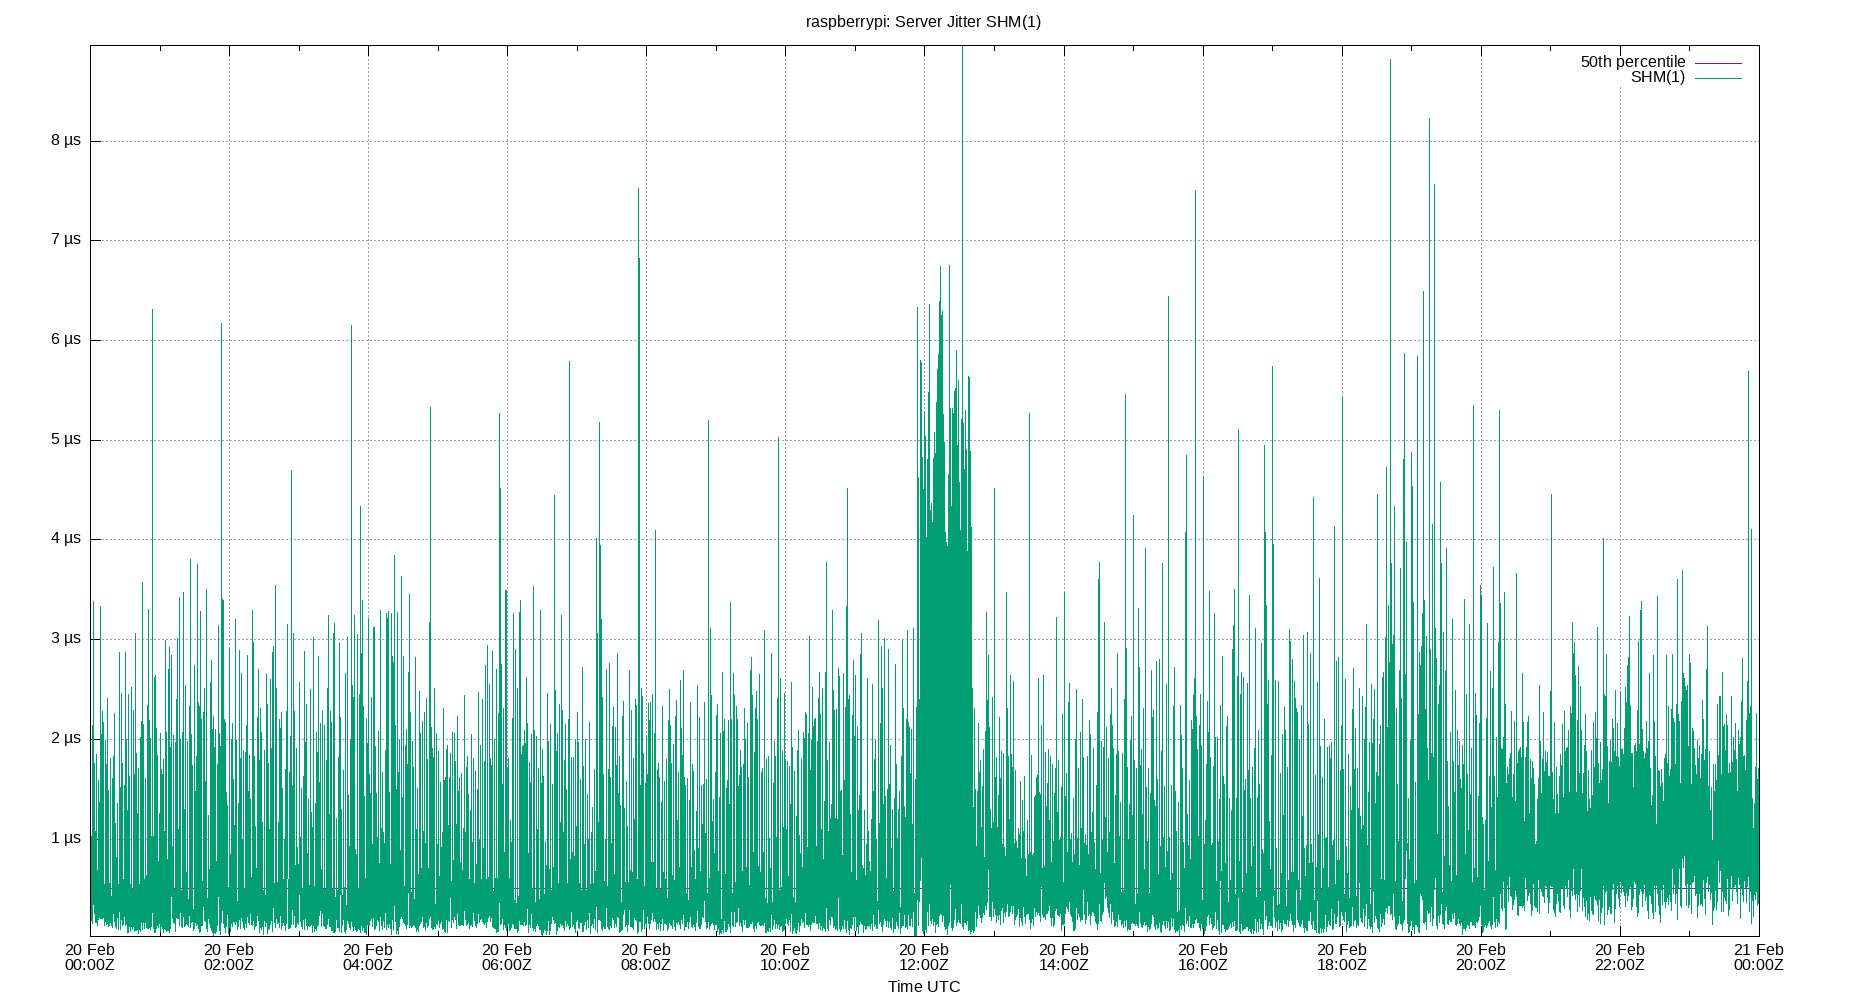 raspberrypi: Server Jitter SHM(1)
50th percentile
SHM(1)
8 µs
7 µs
6 µs
5 µs
4 µs
3 µs
2 µs
1 µs
20 Feb 20 Feb 20 Feb 20 Feb 20 Feb 20 Feb 20 Feb 20 Feb 20 Feb 20 Feb 20 Feb 20 Feb 21 Feb
00:00Z 02:00Z 04:00Z 06:00Z 08:00Z 10:00Z 12:00Z 14:00Z 16:00Z 18:00Z 20:00Z 22:00Z 00:00Z
Time UTC